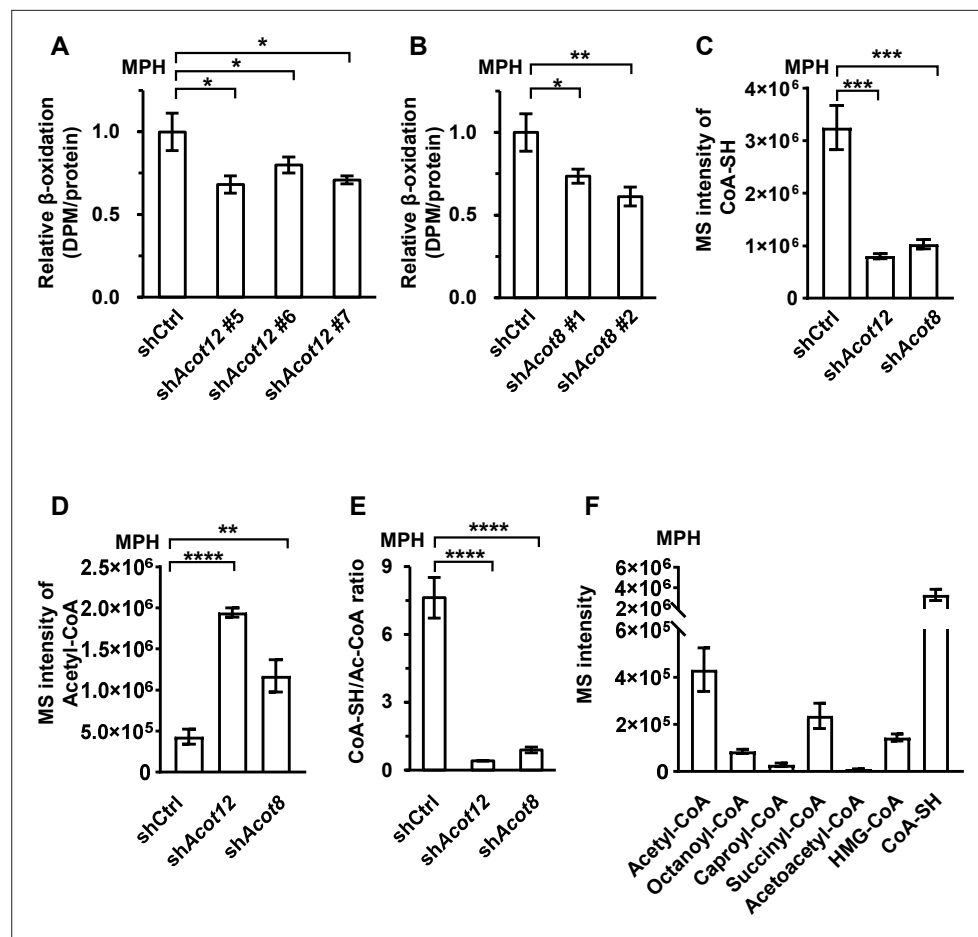 A
MPH
*
*
*
Relative β-oxidation
(DPM/protein)
1.0
0.5
0.0
shCtrl
shAcot12 #5
shAcot12 #6
shAcot12 #7
B
MPH
**
*
Relative β-oxidation
(DPM/protein)
1.0
0.5
0.0
shCtrl
shAcot8 #1
shAcot8 #2
C
MPH
***
***
MS intensity of
CoA-SH
4×10⁶
3×10⁶
2×10⁶
1×10⁶
0
shCtrl
shAcot12
shAcot8
D
MPH
**
****
MS intensity of
Acetyl-CoA
2.5×10⁶
2.0×10⁶
1.5×10⁶
1.0×10⁶
5.0×10⁵
0
shCtrl
shAcot12
shAcot8
E
MPH
****
****
CoA-SH/Ac-CoA ratio
9
6
3
0
shCtrl
shAcot12
shAcot8
F
MPH
MS intensity
6×10⁶
4×10⁶
2×10⁶
6×10⁵
4×10⁵
2×10⁵
0
Acetyl-CoA
Octanoyl-CoA
Caproyl-CoA
Succinyl-CoA
Acetoacetyl-CoA
HMG-CoA
CoA-SH